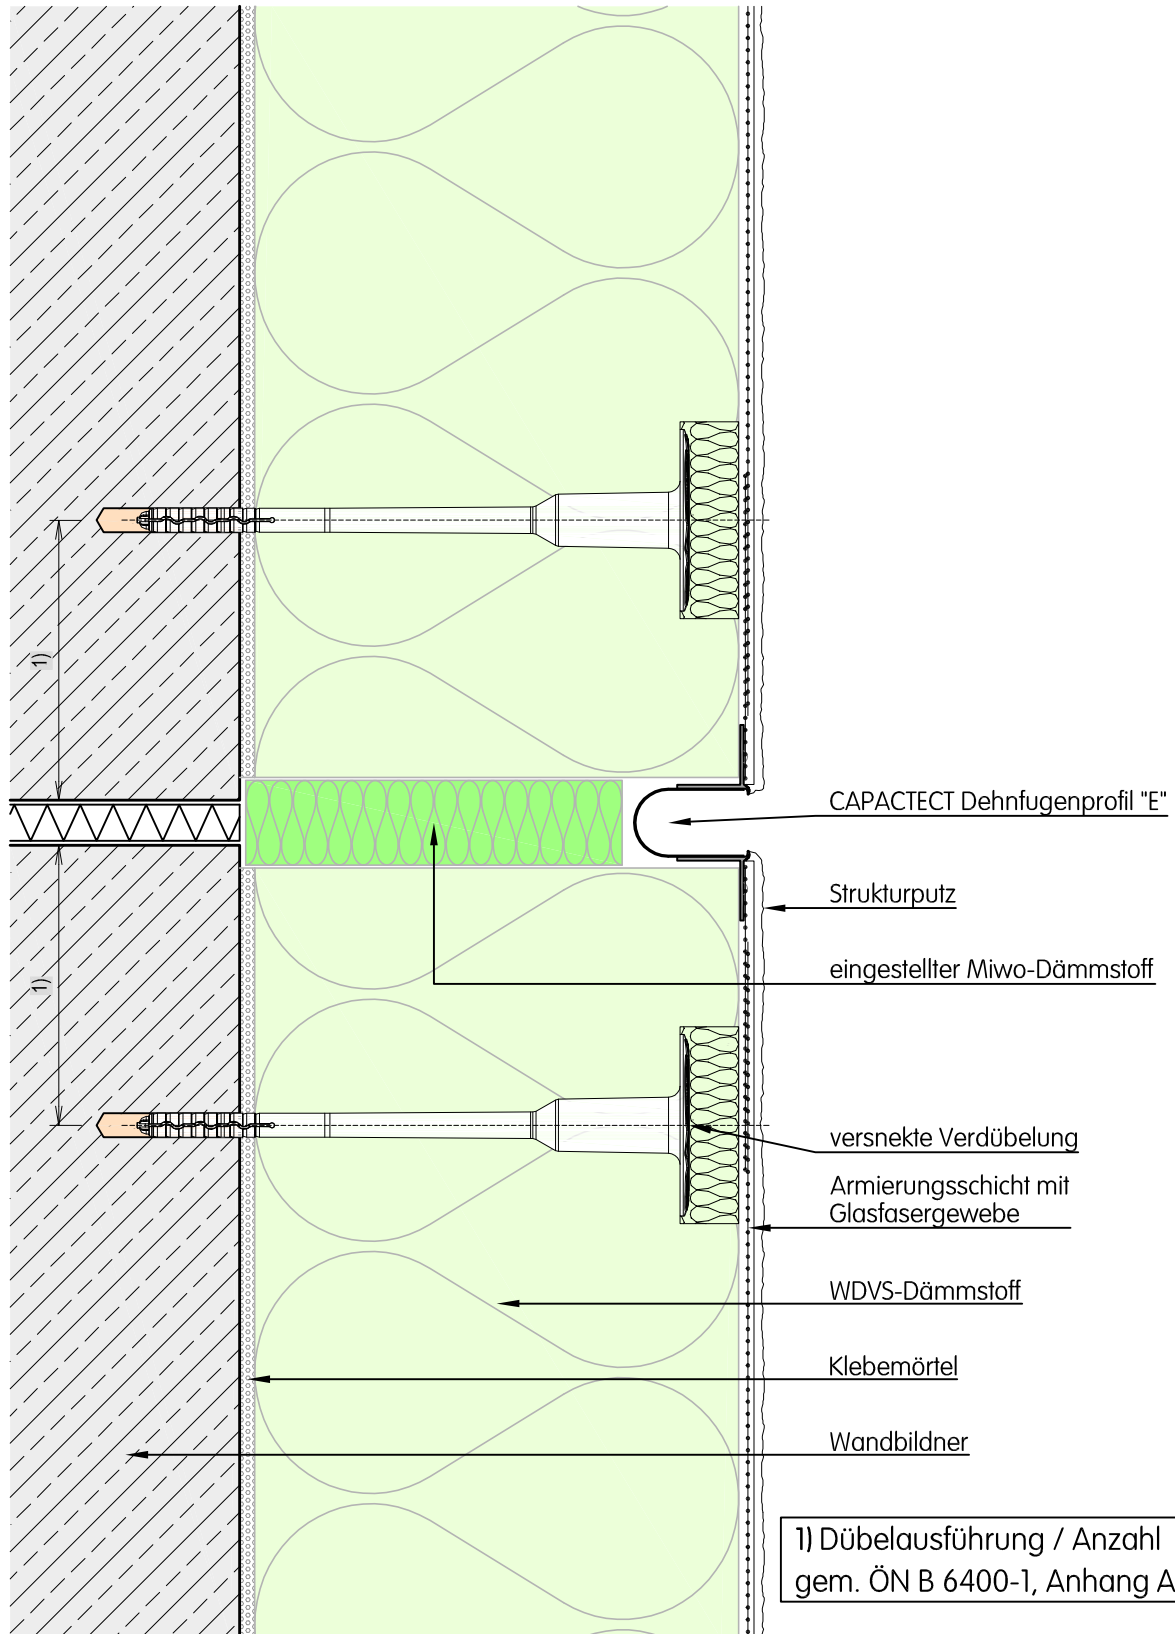 1)
CAPACTECT Dehnfugenprofil "E"
Strukturputz
eingestellter Miwo-Dämmstoff
1)
versnekte Verdübelung
Armierungsschicht mit
Glasfasergewebe
WDVS-Dämmstoff
Klebemörtel
Wandbildner
1) Dübelausführung / Anzahl
gem. ÖN B 6400-1, Anhang A